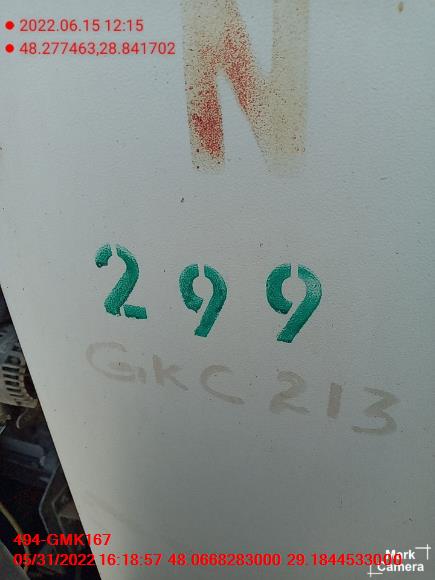 2022.06.15 12:15
48.277463,28.841702
N
299
GKC 213
494-GMK167
05/31/2022 16:18:57 48.0668283000 29.1844533000
Mark
Camera